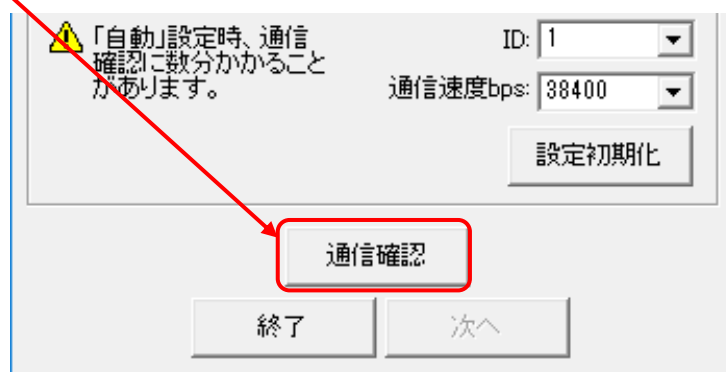 「自動」設定時、通信
確認に数分かかること
があります。
ID: 1
通信速度bps: 38400
設定初期化
通信確認
終了
次へ